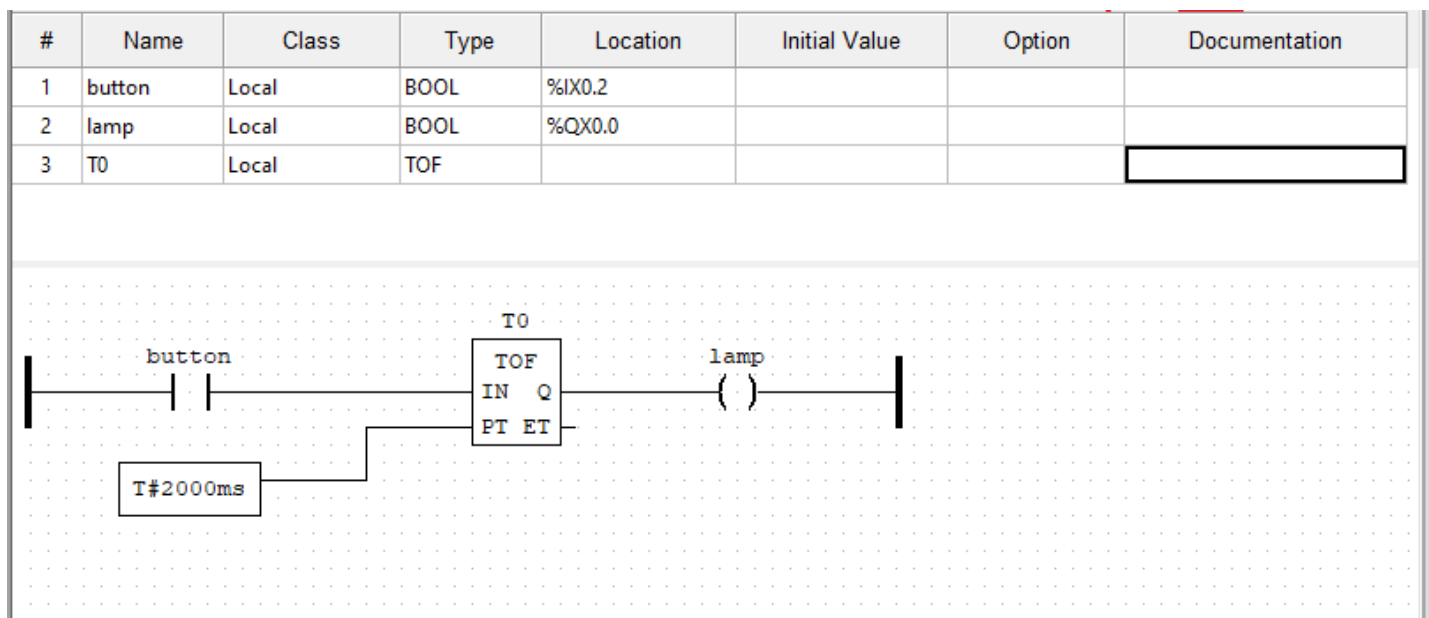 # Name Class Type Location Initial Value Option Documentation
1 button Local BOOL %IX0.2
2 lamp Local BOOL %QX0.0
3 T0 Local TOF
T0
button
TOF
lamp
IN Q
PT ET
T#2000ms